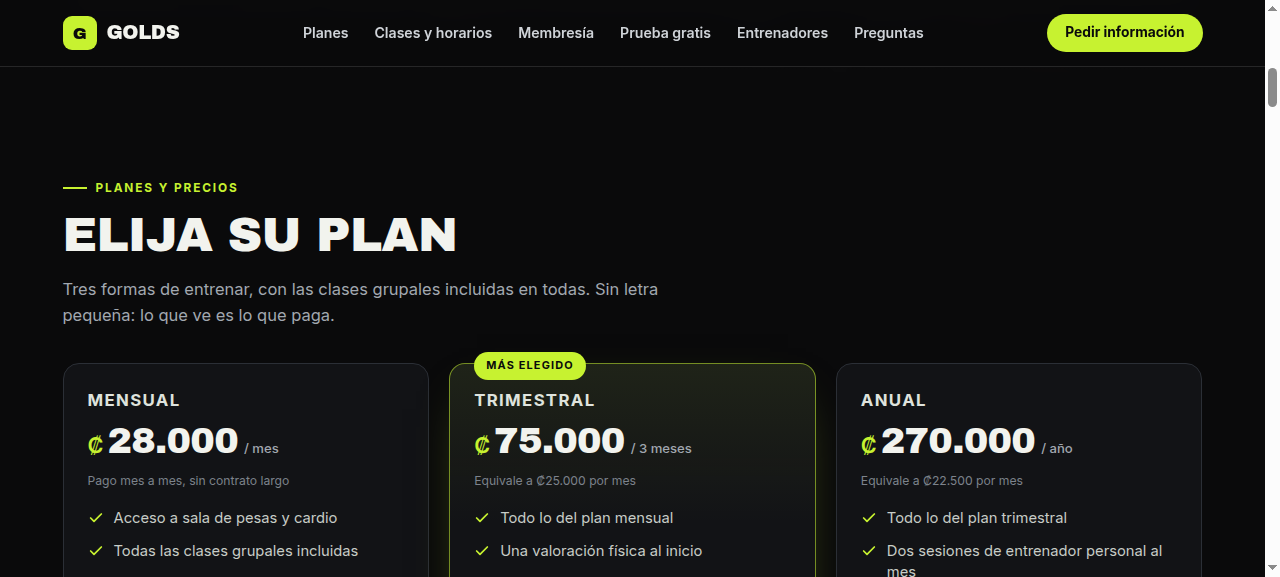 G GOLDS
Planes Clases y horarios Membresía Prueba gratis Entrenadores Preguntas
Pedir información
PLANES Y PRECIOS
ELIJA SU PLAN
Tres formas de entrenar, con las clases grupales incluidas en todas. Sin letra
pequeña: lo que ve es lo que paga.
MENSUAL
₡28.000 / mes
Pago mes a mes, sin contrato largo
Acceso a sala de pesas y cardio
Todas las clases grupales incluidas
MÁS ELEGIDO
TRIMESTRAL
₡75.000 / 3 meses
Equivale a ₡25.000 por mes
Todo lo del plan mensual
Una valoración física al inicio
ANUAL
₡270.000 / año
Equivale a ₡22.500 por mes
Todo lo del plan trimestral
Dos sesiones de entrenador personal al
mes